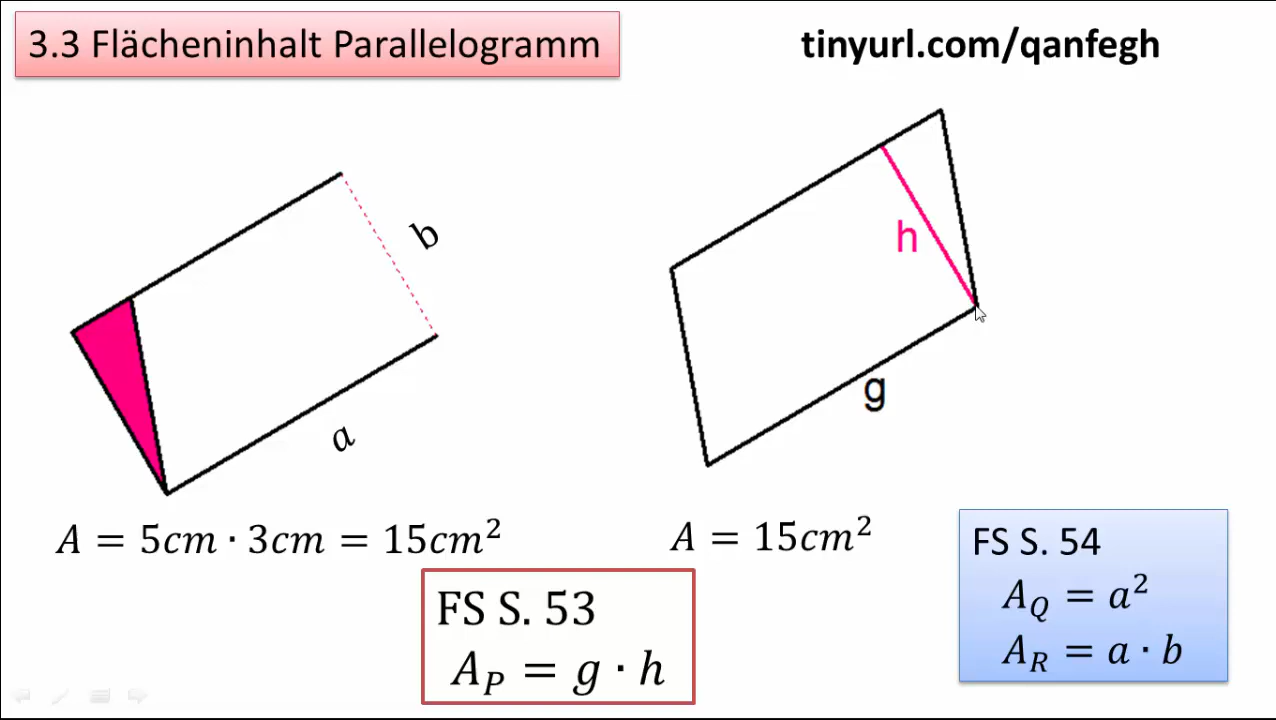 3.3 Flächeninhalt Parallelogramm
tinyurl.com/qanfegh
b
a
h
g
A = 5cm · 3cm = 15cm²
A = 15cm²
FS S. 53
A_P = g · h
FS S. 54
A_Q = a²
A_R = a · b